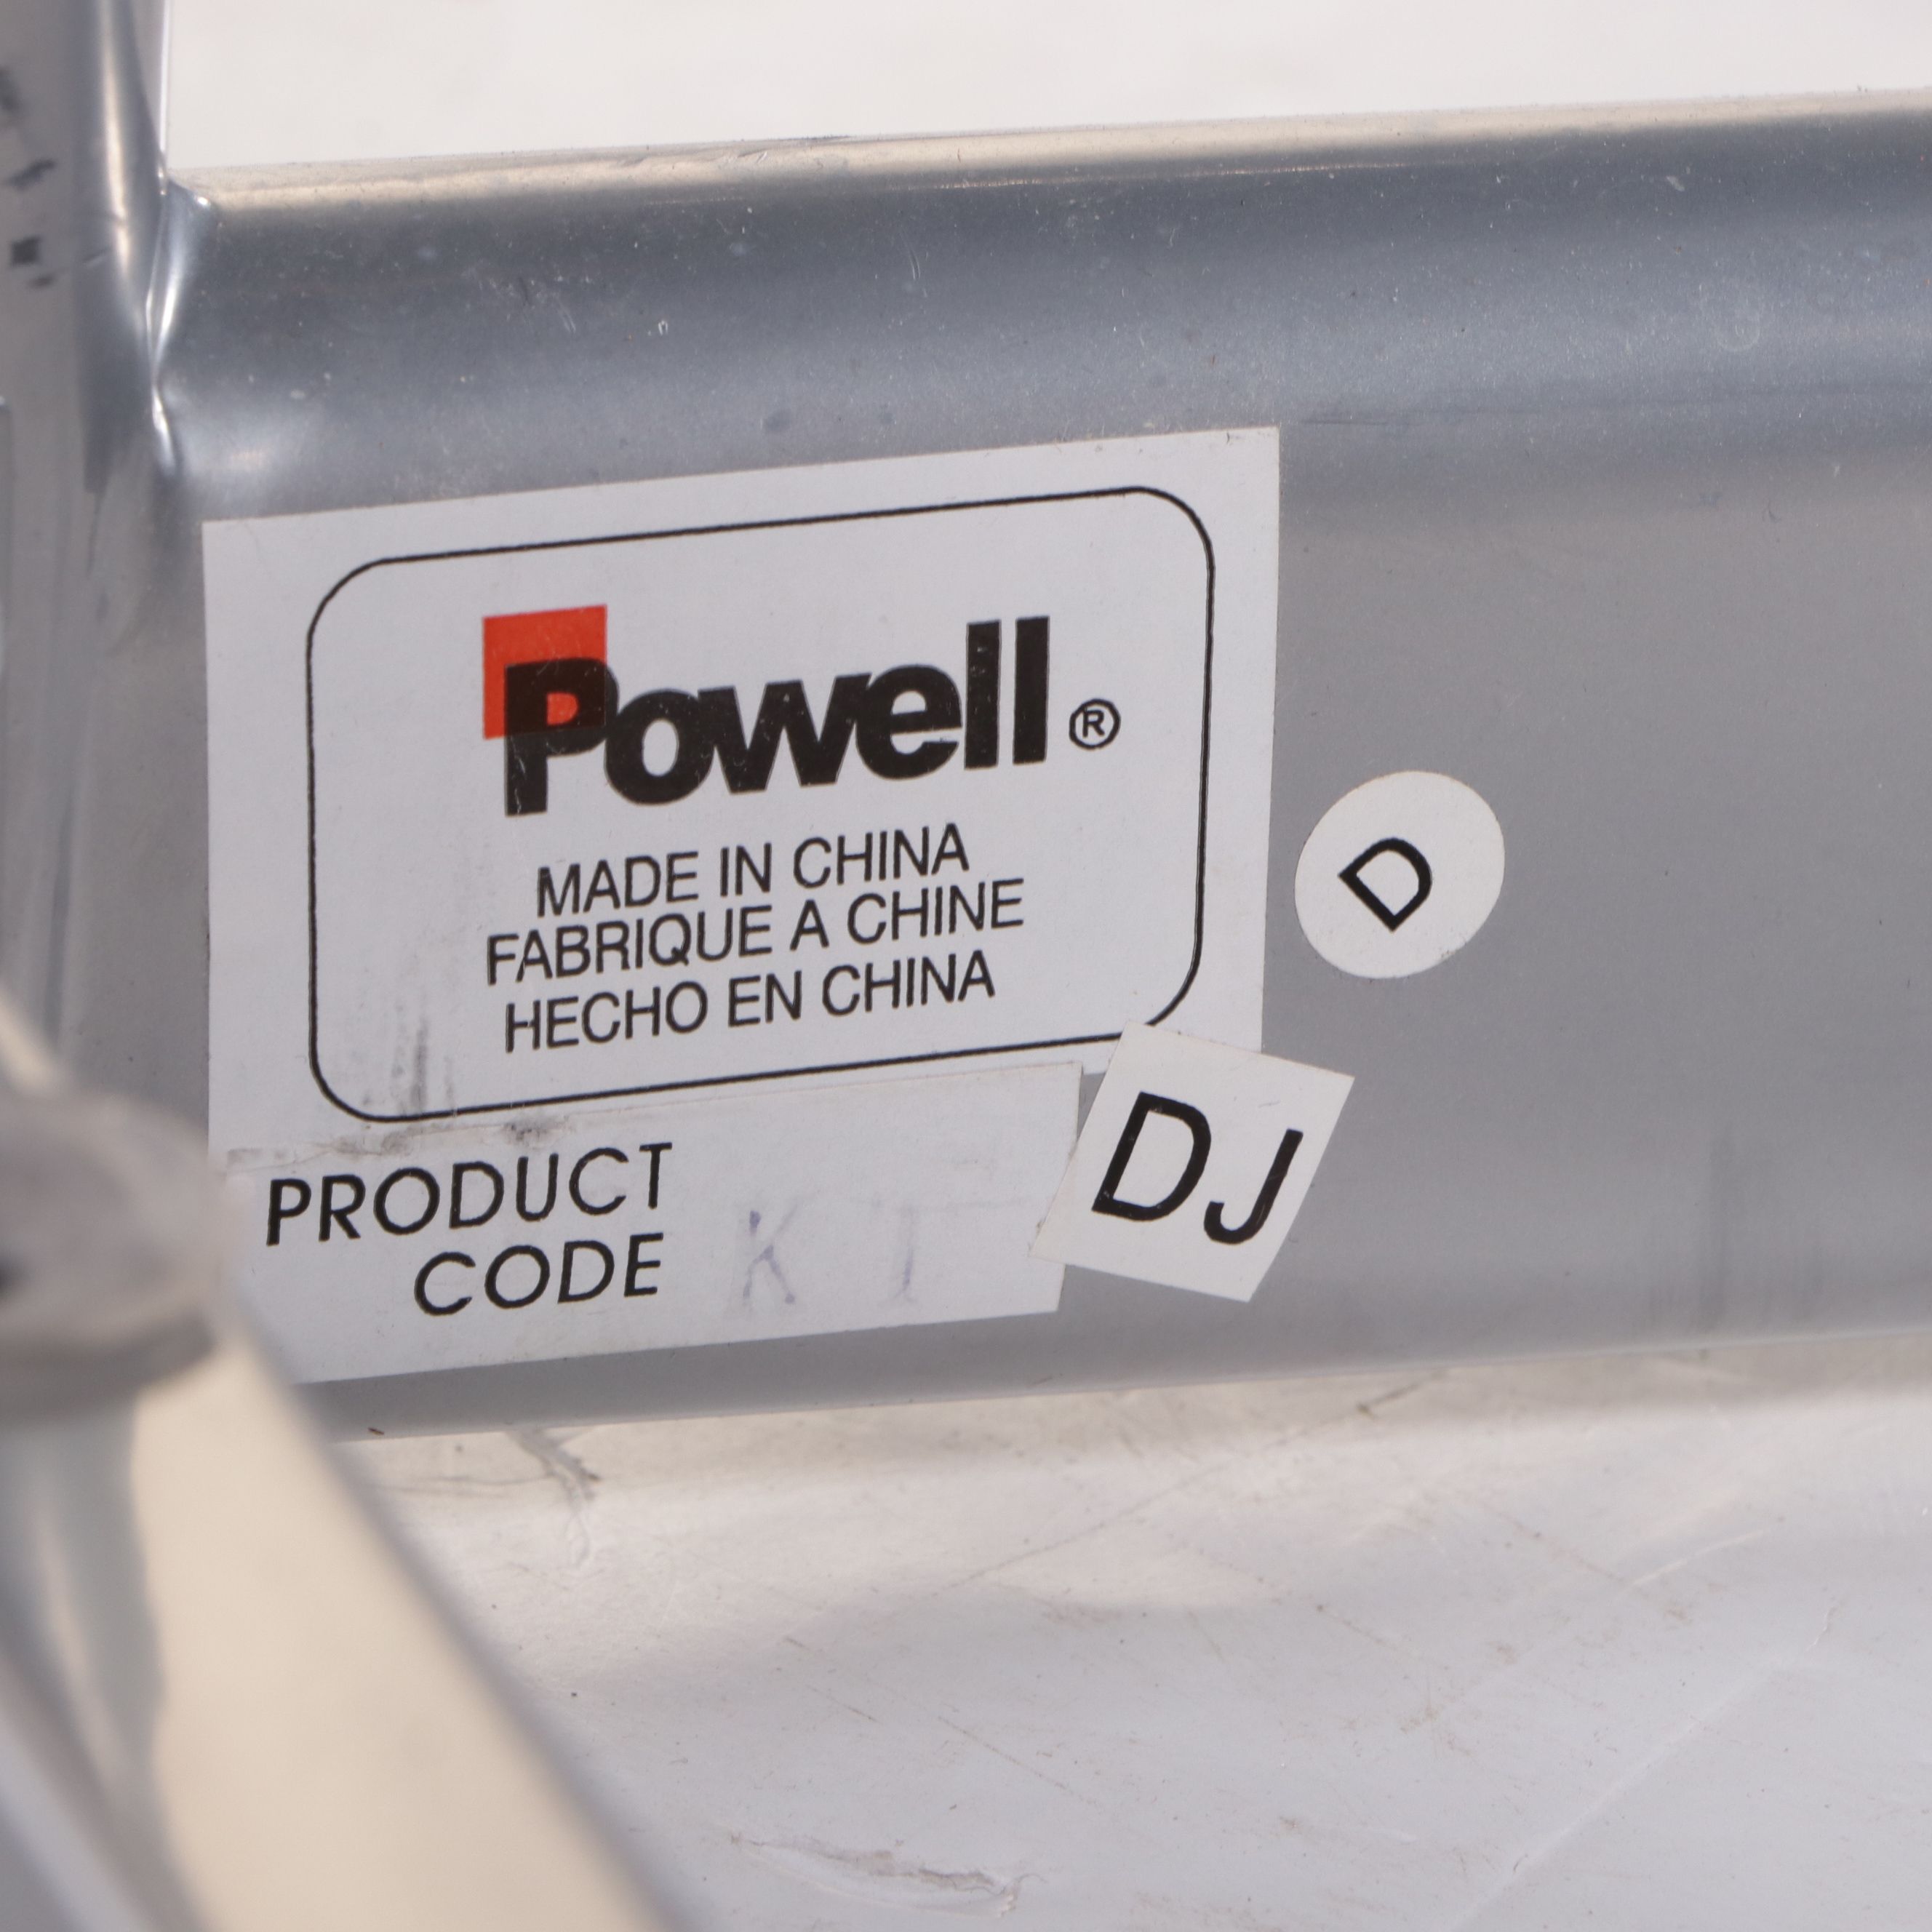 Powell®
MADE IN CHINA
FABRIQUE A CHINE
HECHO EN CHINA
D
DJ
PRODUCT
CODE K T